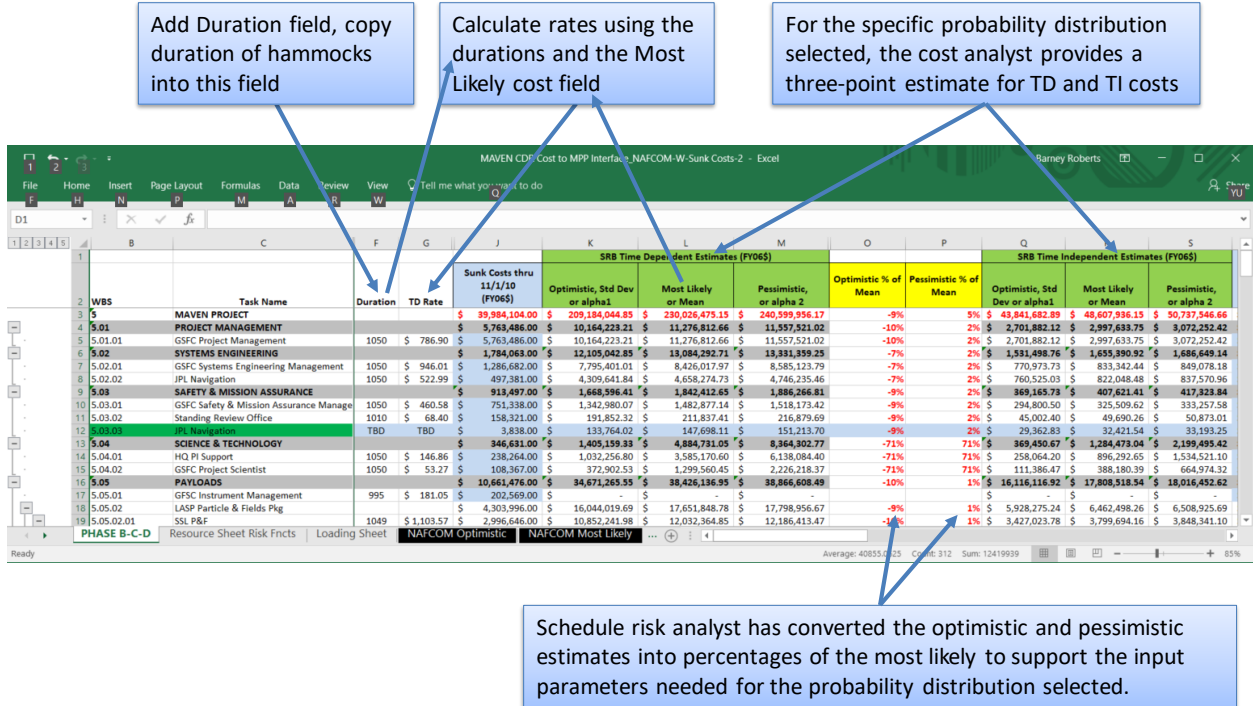 Add Duration field, copy
duration of hammocks
into this field
Calculate rates using the
durations and the Most
Likely cost field
For the specific probability distribution
selected, the cost analyst provides a
three-point estimate for TD and TI costs
1 2 3
MAVEN CDR Cost to MPP Interface_NAFCOM-W-Sunk Costs-2 - Excel
Barney Roberts
File Home Insert Page Layout Formulas Data Review View Tell me what you want to do Share
F H N P M A R W Q YU
D1 fx
1 2 3 4 5 B C F G J K L M O P Q S
1 SRB Time Dependent Estimates (FY06$) SRB Time Independent Estimates (FY06$)
2 WBS Task Name Duration TD Rate Sunk Costs thru 11/1/10 (FY06$) Optimistic, Std Dev or alpha1 Most Likely or Mean Pessimistic, or alpha 2 Optimistic % of Mean Pessimistic % of Mean Optimistic, Std Dev or alpha1 Most Likely or Mean Pessimistic, or alpha 2
3 5 MAVEN PROJECT $ 39,984,104.00 $ 209,184,044.85 $ 230,026,475.15 $ 240,599,956.17 -9% 5% $ 43,841,682.89 $ 48,607,936.15 $ 50,737,546.66
4 5.01 PROJECT MANAGEMENT $ 5,763,486.00 $ 10,164,223.21 $ 11,276,812.66 $ 11,557,521.02 -10% 2% $ 2,701,882.12 $ 2,997,633.75 $ 3,072,252.42
5 5.01.01 GSFC Project Management 1050 $ 786.90 $ 5,763,486.00 $ 10,164,223.21 $ 11,276,812.66 $ 11,557,521.02 -10% 2% $ 2,701,882.12 $ 2,997,633.75 $ 3,072,252.42
6 5.02 SYSTEMS ENGINEERING $ 1,784,063.00 $ 12,105,042.85 $ 13,084,292.71 $ 13,331,359.25 -7% 2% $ 1,531,498.76 $ 1,655,390.92 $ 1,686,649.14
7 5.02.01 GSFC Systems Engineering Management 1050 $ 946.01 $ 1,286,682.00 $ 7,795,401.01 $ 8,426,017.97 $ 8,585,123.79 -7% 2% $ 770,973.73 $ 833,342.44 $ 849,078.18
8 5.02.02 JPL Navigation 1050 $ 522.99 $ 497,381.00 $ 4,309,641.84 $ 4,658,274.73 $ 4,746,235.46 -7% 2% $ 760,525.03 $ 822,048.48 $ 837,570.96
9 5.03 SAFETY & MISSION ASSURANCE $ 913,497.00 $ 1,668,596.41 $ 1,842,412.65 $ 1,886,266.81 -9% 2% $ 369,165.73 $ 407,621.41 $ 417,323.84
10 5.03.01 GSFC Safety & Mission Assurance Manage 1050 $ 460.58 $ 751,338.00 $ 1,342,980.07 $ 1,482,877.14 $ 1,518,173.42 -9% 2% $ 294,800.50 $ 325,509.62 $ 333,257.58
11 5.03.02 Standing Review Office 1010 $ 68.40 $ 158,321.00 $ 191,852.32 $ 211,837.41 $ 216,879.69 -9% 2% $ 45,002.40 $ 49,690.26 $ 50,873.01
12 5.03.03 JPL Navigation TBD TBD $ 3,838.00 $ 133,764.02 $ 147,698.11 $ 151,213.70 -9% 2% $ 29,362.83 $ 32,421.54 $ 33,193.25
13 5.04 SCIENCE & TECHNOLOGY $ 346,631.00 $ 1,405,159.33 $ 4,884,731.05 $ 8,364,302.77 -71% 71% $ 369,450.67 $ 1,284,473.04 $ 2,199,495.42
14 5.04.01 HQ PI Support 1050 $ 146.86 $ 238,264.00 $ 1,032,256.80 $ 3,585,170.60 $ 6,138,084.40 -71% 71% $ 258,064.20 $ 896,292.65 $ 1,534,521.10
15 5.04.02 GSFC Project Scientist 1050 $ 53.27 $ 108,367.00 $ 372,902.53 $ 1,299,560.45 $ 2,226,218.37 -71% 71% $ 111,386.47 $ 388,180.39 $ 664,974.32
16 5.05 PAYLOADS $ 10,661,476.00 $ 34,671,265.55 $ 38,426,136.95 $ 38,866,608.49 -10% 1% $ 16,116,116.92 $ 17,808,518.54 $ 18,016,452.62
17 5.05.01 GFSC Instrument Management 995 $ 181.05 $ 202,569.00 $ - $ - $ - $ - $ - $ -
18 5.05.02 LASP Particle & Fields Pkg $ 4,303,996.00 $ 16,044,019.69 $ 17,651,848.78 $ 17,798,956.67 -9% 1% $ 5,928,275.24 $ 6,462,498.26 $ 6,508,925.69
19 5.05.02.01 SSL P&F 1049 $ 1,103.57 $ 2,996,646.00 $ 10,852,241.98 $ 12,032,364.85 $ 12,186,413.47 1% $ 3,427,023.78 $ 3,799,694.16 $ 3,848,341.10
PHASE B-C-D Resource Sheet Risk Fncts Loading Sheet NAFCOM Optimistic NAFCOM Most Likely ...
Ready Count: 312 Sum: 12419939 85%
Schedule risk analyst has converted the optimistic and pessimistic
estimates into percentages of the most likely to support the input
parameters needed for the probability distribution selected.